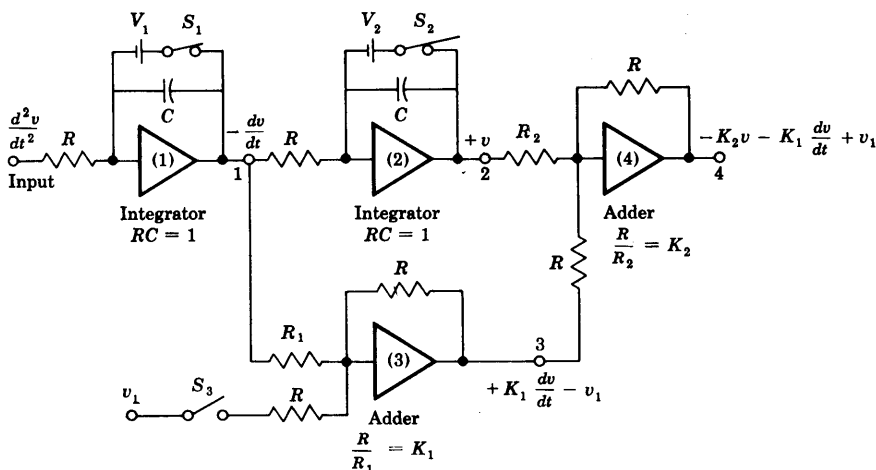 V₁ S₁
V₂ S₂
R
C
C
d²v/dt²
R
− dv/dt
R
+v
R₂
− K₂v − K₁ dv/dt + v₁
(1)
(2)
(4)
Input
1
2
4
Integrator
RC = 1
Integrator
RC = 1
Adder
R/R₂ = K₂
R
R
R₁
(3)
3
+ K₁ dv/dt − v₁
v₁
S₃
R
Adder
R/R₁ = K₁